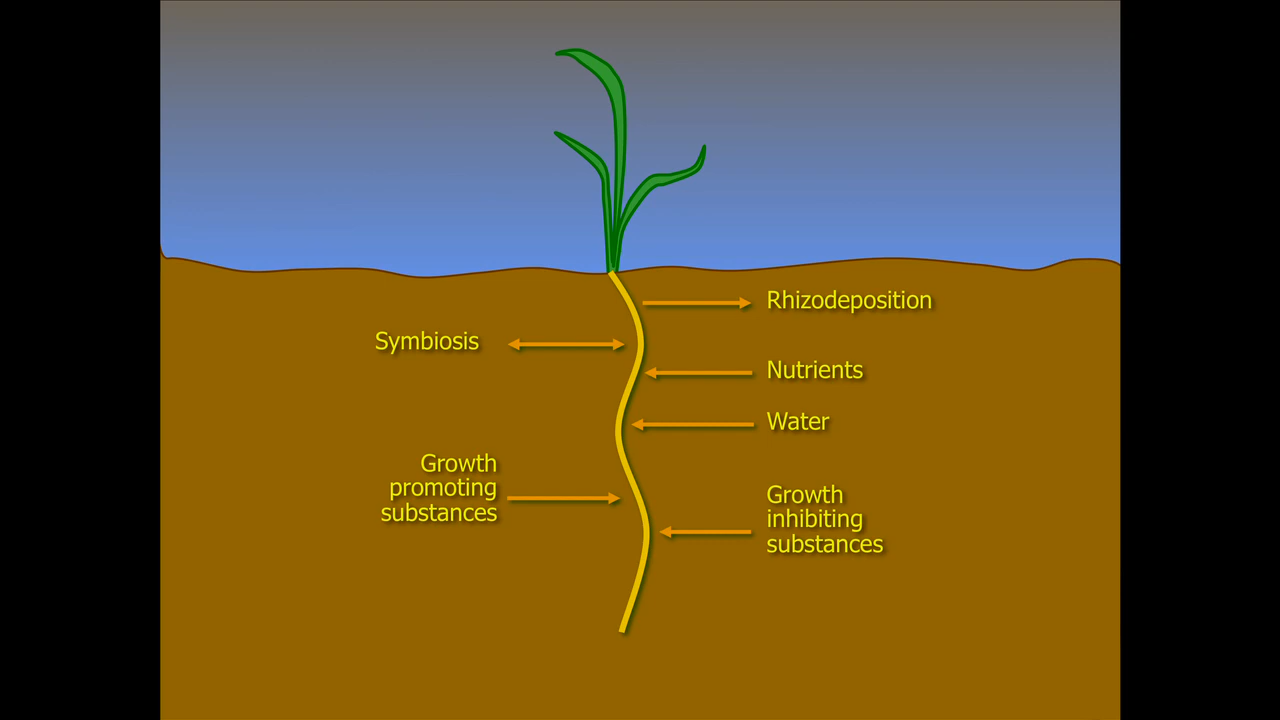 Rhizodeposition
Symbiosis
Nutrients
Water
Growth
promoting
substances
Growth
inhibiting
substances